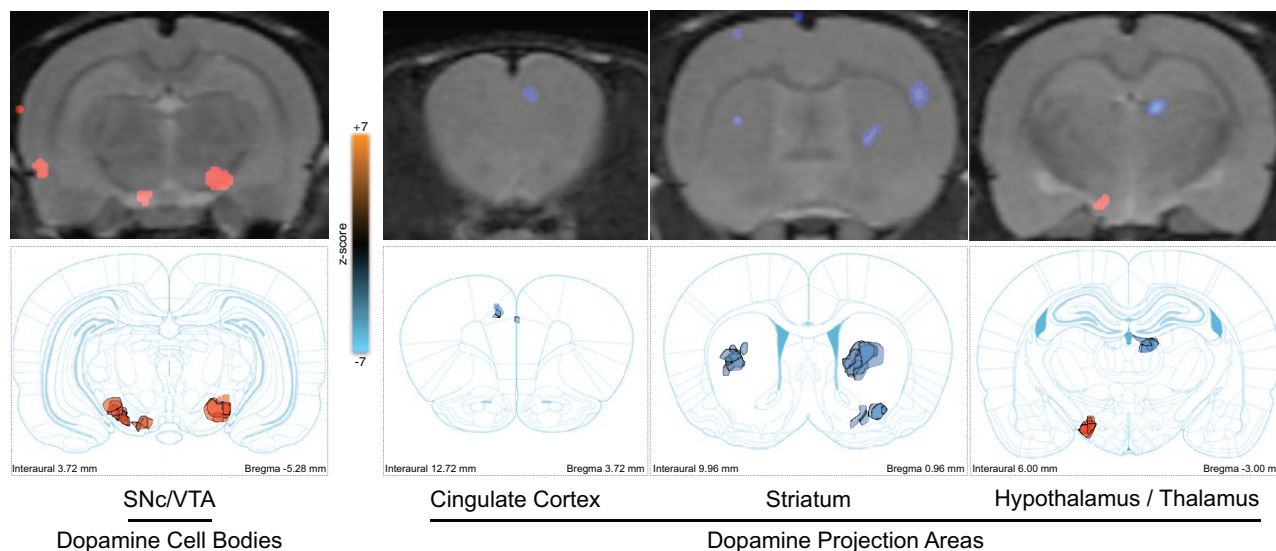 +7
z-score
-7
Interaural 3.72 mm
Bregma -5.28 mm
Interaural 12.72 mm
Bregma 3.72 mm
Interaural 9.96 mm
Bregma 0.96 mm
Interaural 6.00 mm
Bregma -3.00 m
SNc/VTA
Cingulate Cortex
Striatum
Hypothalamus / Thalamus
Dopamine Cell Bodies
Dopamine Projection Areas